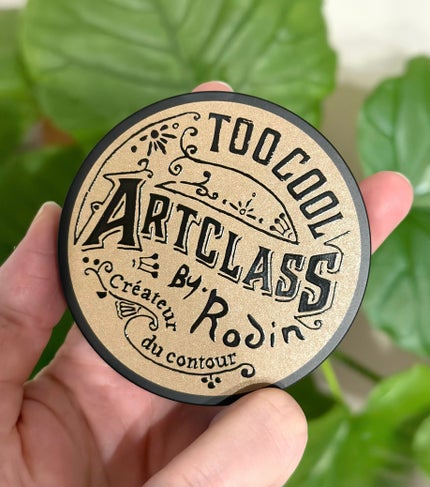 TOO COOL
ARTCLASS
By.
Rodin
Créateur
du contour